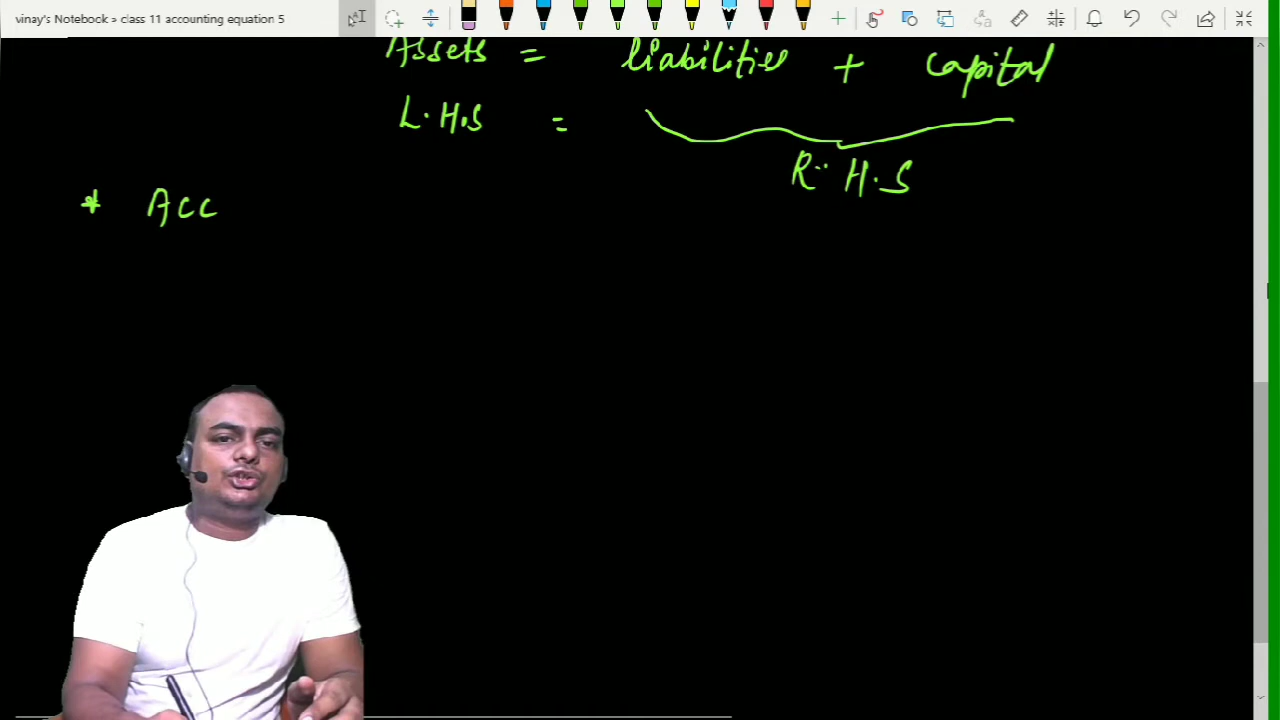 vinay's Notebook > class 11 accounting equation 5
Assets = liabilities + capital
L.H.S =
R.H.S
* Acc